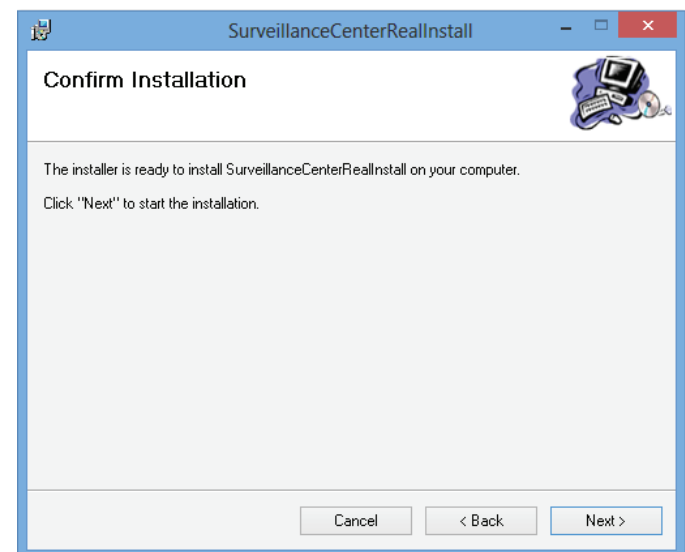 SurveillanceCenterRealInstall
Confirm Installation
The installer is ready to install SurveillanceCenterRealInstall on your computer.
Click "Next" to start the installation.
Cancel
< Back
Next >